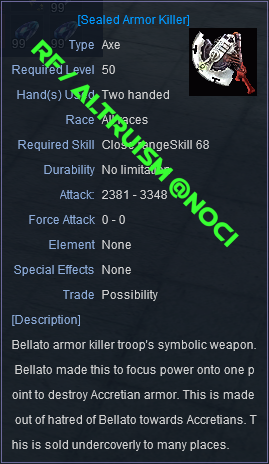 [Sealed Armor Killer]
Type Axe
Required Level 50
Hand(s) Used Two handed
Race All races
Required Skill CloseRangeSkill 68
Durability No limitation
Attack: 2381 - 3348
Force Attack 0 - 0
Element None
Special Effects None
Trade Possibility
[Description]
Bellato armor killer troop's symbolic weapon.
Bellato made this to focus power onto one p
oint to destroy Accretian armor. This is made
out of hatred of Bellato towards Accretians. T
his is sold undercoverly to many places.
RF / ALTRUISM @NOCI